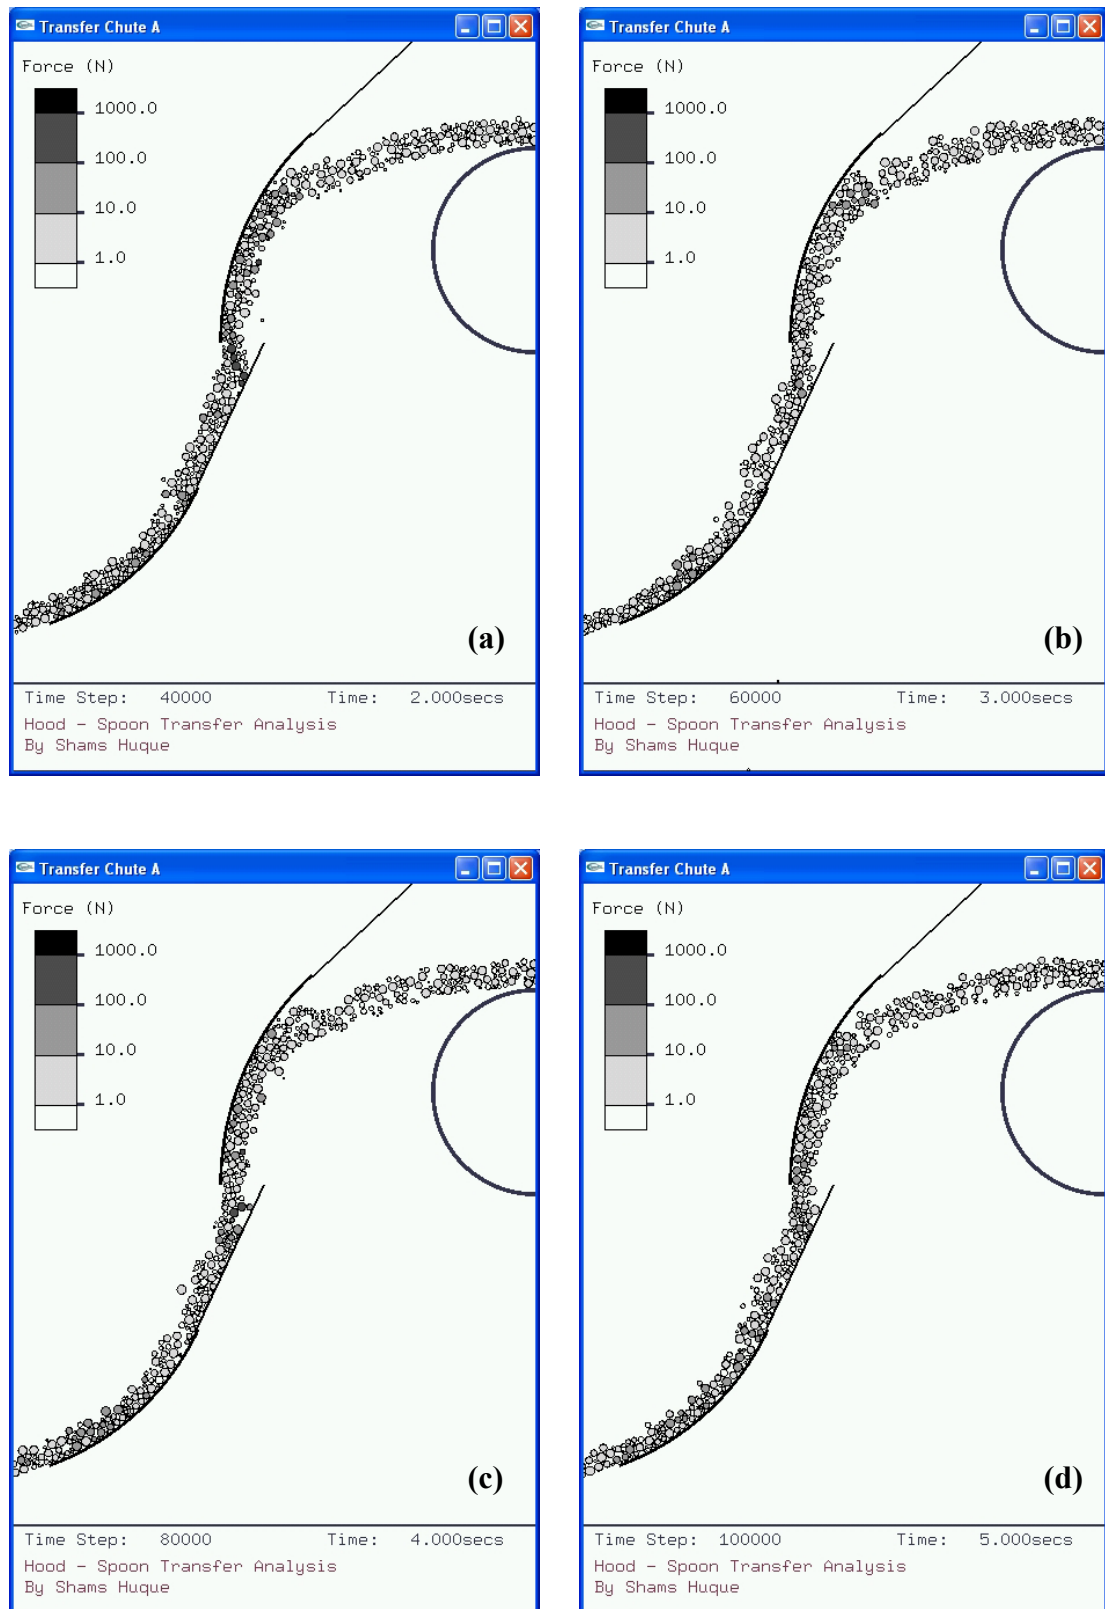 Transfer Chute A
Force (N)
1000.0
100.0
10.0
1.0
(a)
Time Step: 40000 Time: 2.000secs
Hood - Spoon Transfer Analysis
By Shams Huque
Transfer Chute A
Force (N)
1000.0
100.0
10.0
1.0
(b)
Time Step: 60000 Time: 3.000secs
Hood - Spoon Transfer Analysis
By Shams Huque
Transfer Chute A
Force (N)
1000.0
100.0
10.0
1.0
(c)
Time Step: 80000 Time: 4.000secs
Hood - Spoon Transfer Analysis
By Shams Huque
Transfer Chute A
Force (N)
1000.0
100.0
10.0
1.0
(d)
Time Step: 100000 Time: 5.000secs
Hood - Spoon Transfer Analysis
By Shams Huque